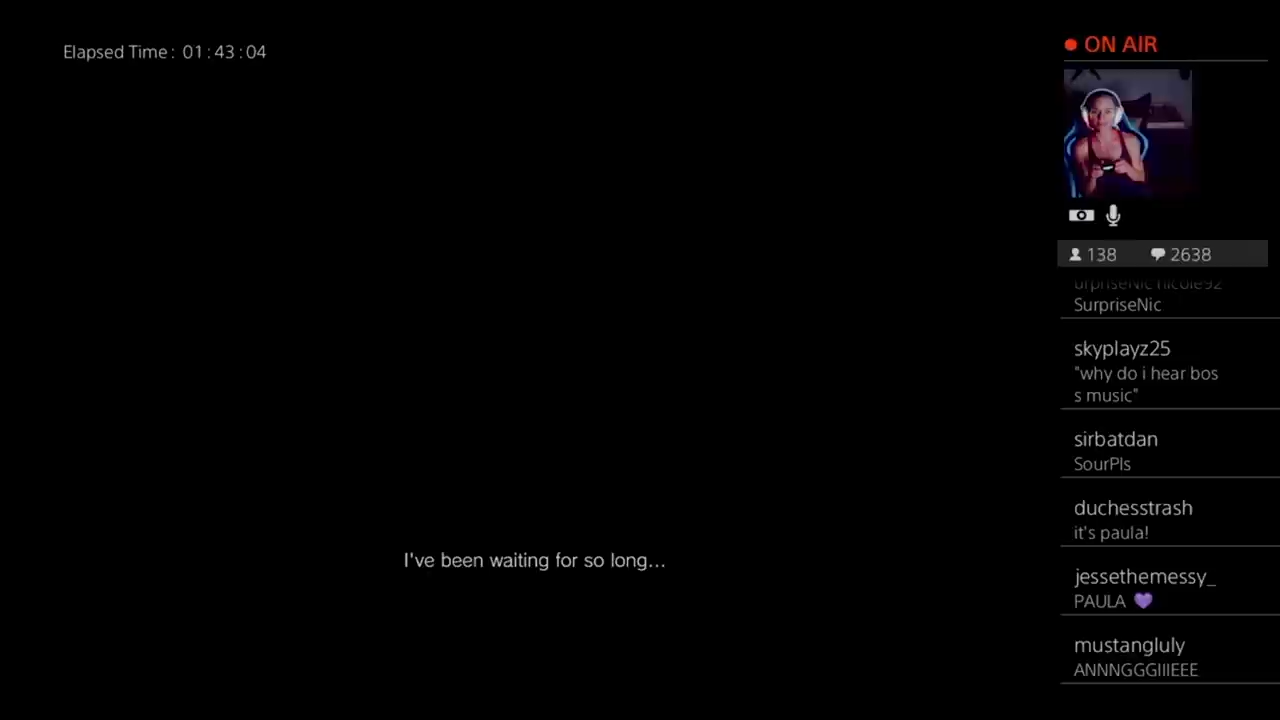 Elapsed Time: 01:43:04
ON AIR
138 2638
SurpriseNic
skyplayz25
"why do i hear bos
s music"
sirbatdan
SourPls
duchesstrash
it's paula!
I've been waiting for so long...
jessethemessy_
PAULA 💜
mustangluly
ANNNGGGIIIEEE